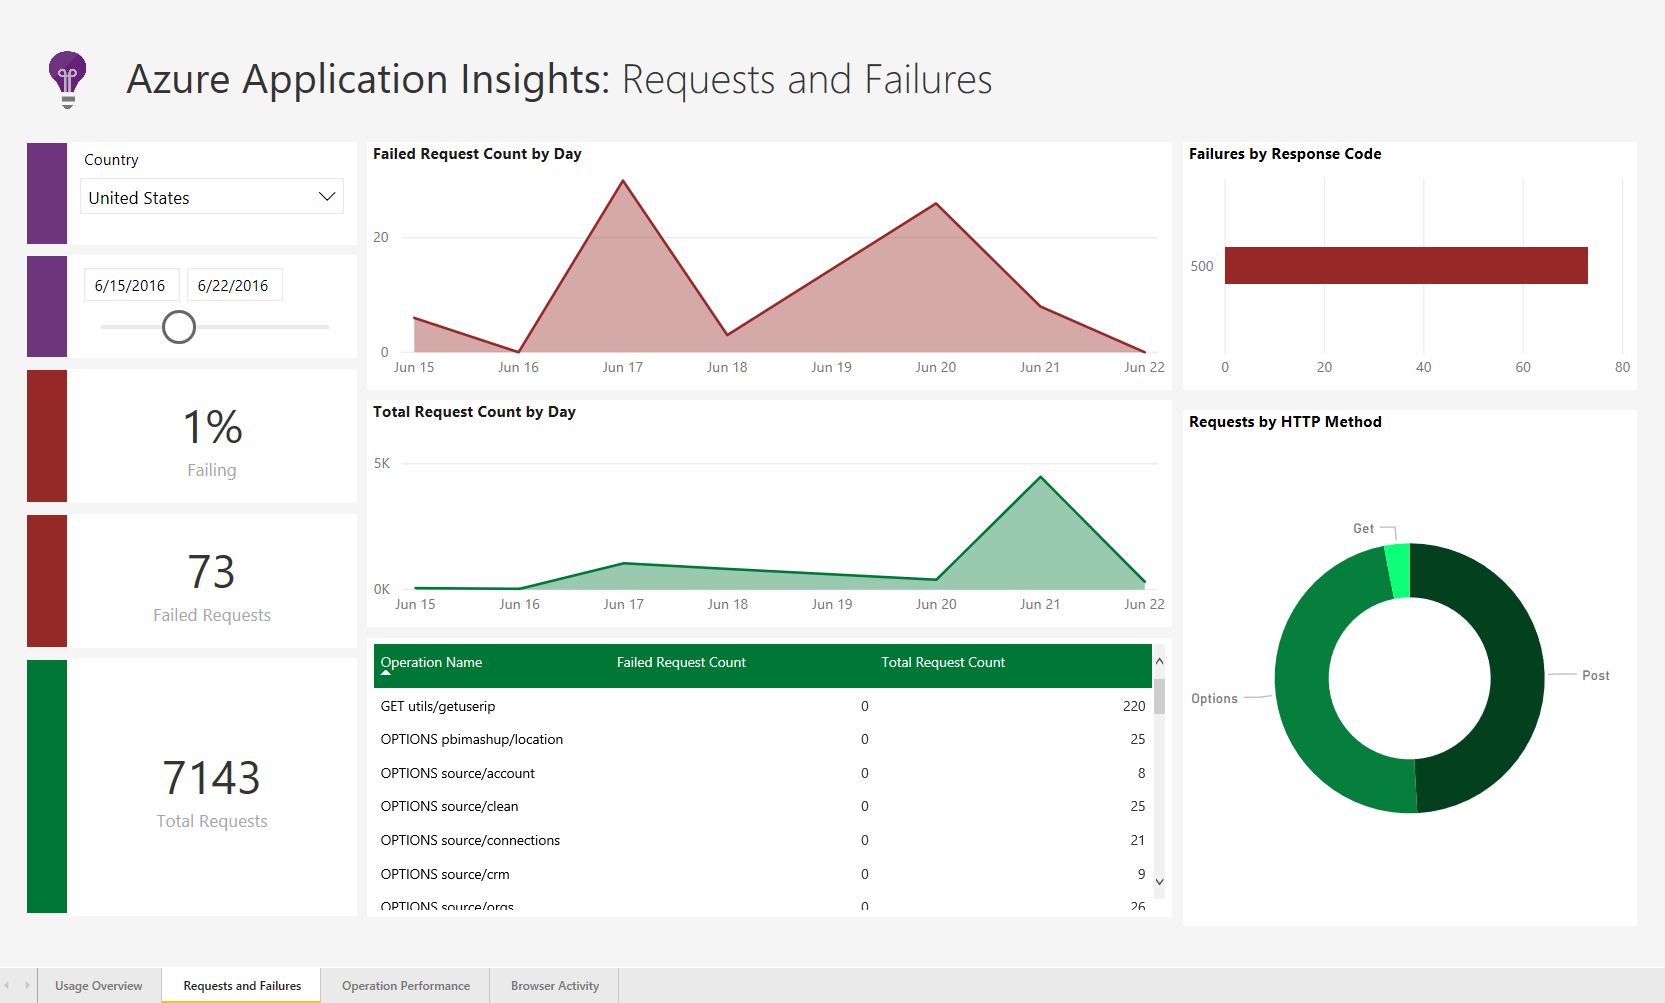 Azure Application Insights: Requests and Failures
Country
United States
6/15/2016 6/22/2016
1%
Failing
73
Failed Requests
7143
Total Requests
Failed Request Count by Day
20
0
Jun 15 Jun 16 Jun 17 Jun 18 Jun 19 Jun 20 Jun 21 Jun 22
Total Request Count by Day
5K
0K
Jun 15 Jun 16 Jun 17 Jun 18 Jun 19 Jun 20 Jun 21 Jun 22
Operation Name Failed Request Count Total Request Count
GET utils/getuserip 0 220
OPTIONS pbimashup/location 0 25
OPTIONS source/account 0 8
OPTIONS source/clean 0 25
OPTIONS source/connections 0 21
OPTIONS source/crm 0 9
OPTIONS source/orgs 0 26
Failures by Response Code
500
0 20 40 60 80
Requests by HTTP Method
Get
Post
Options
Usage Overview Requests and Failures Operation Performance Browser Activity